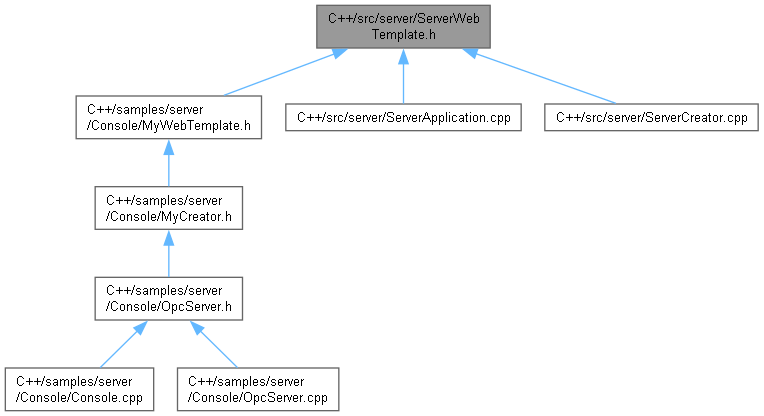 C++/src/server/ServerWeb
Template.h
C++/samples/server
/Console/MyWebTemplate.h
C++/src/server/ServerApplication.cpp
C++/src/server/ServerCreator.cpp
C++/samples/server
/Console/MyCreator.h
C++/samples/server
/Console/OpcServer.h
C++/samples/server
/Console/Console.cpp
C++/samples/server
/Console/OpcServer.cpp